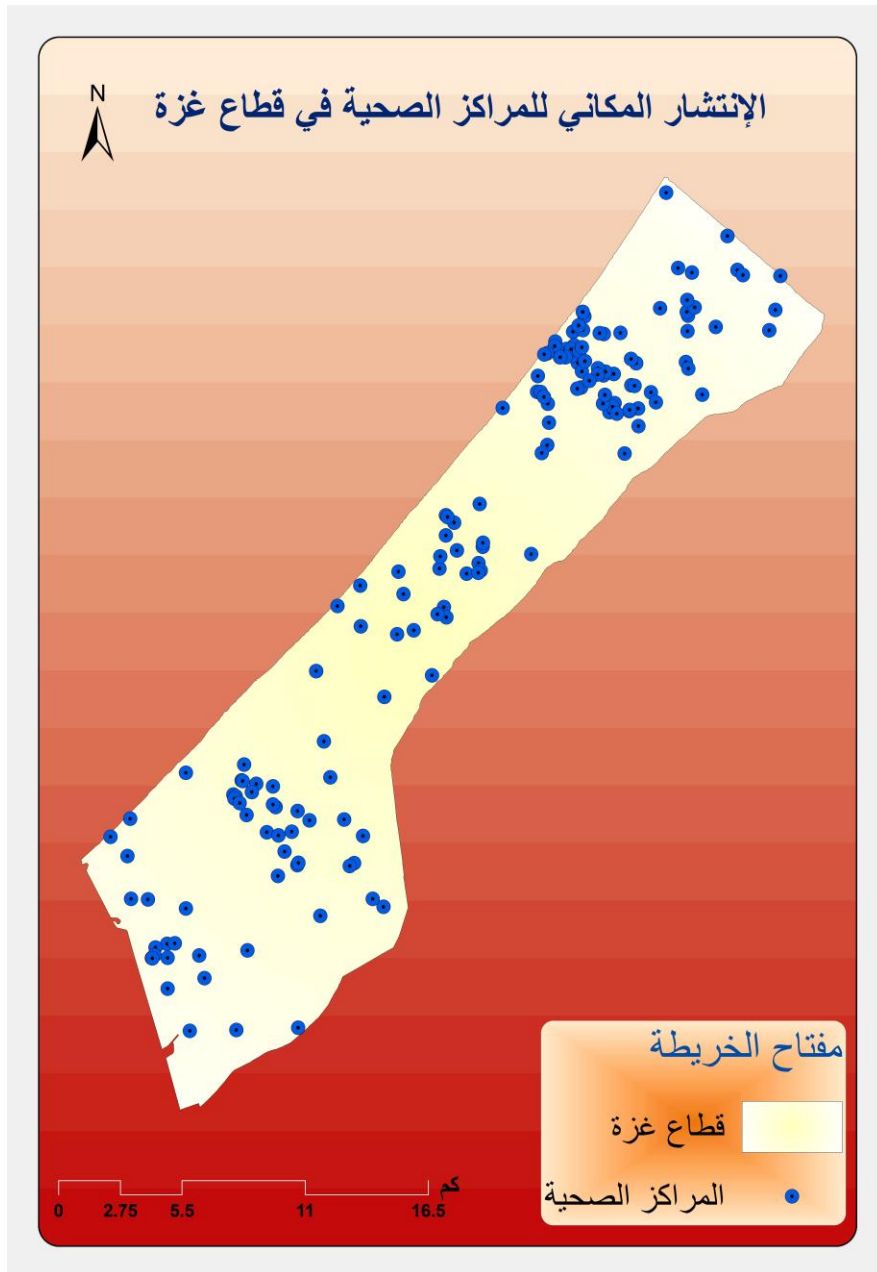 الإنتشار المكاني للمراكز الصحية في قطاع غزة
N
مفتاح الخريطة
قطاع غزة
المراكز الصحية
كم
0 2.75 5.5 11 16.5